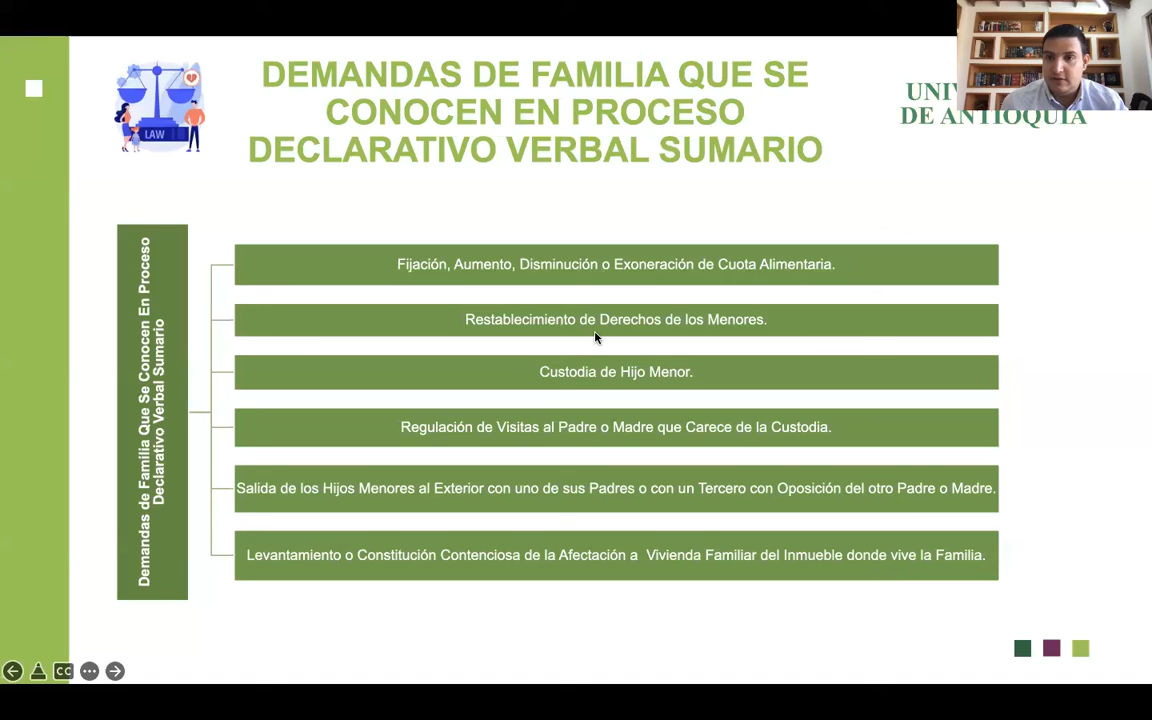 DEMANDAS DE FAMILIA QUE SE
CONOCEN EN PROCESO
DECLARATIVO VERBAL SUMARIO
LAW
DE ANTIOQUIA
Demandas de Familia Que Se Conocen En Proceso
Declarativo Verbal Sumario
Fijación, Aumento, Disminución o Exoneración de Cuota Alimentaria.
Restablecimiento de Derechos de los Menores.
Custodia de Hijo Menor.
Regulación de Visitas al Padre o Madre que Carece de la Custodia.
Salida de los Hijos Menores al Exterior con uno de sus Padres o con un Tercero con Oposición del otro Padre o Madre.
Levantamiento o Constitución Contenciosa de la Afectación a Vivienda Familiar del Inmueble donde vive la Familia.
CC